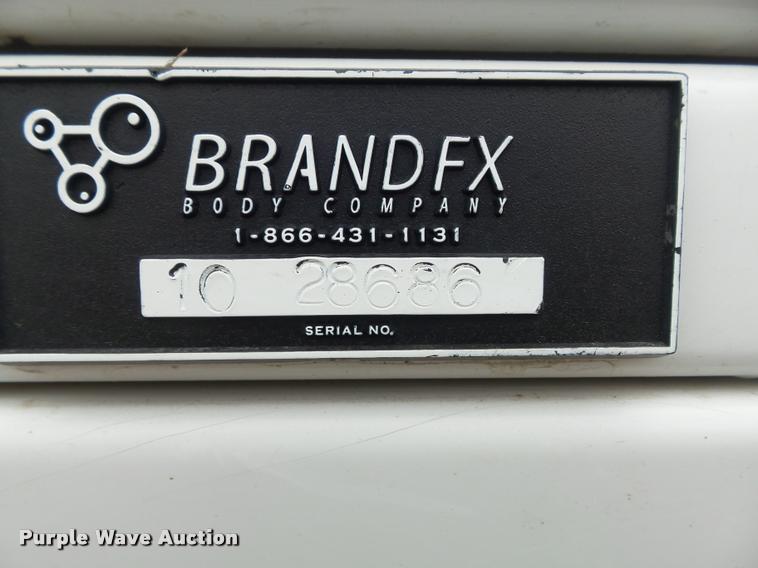 BRANDFX
BODY COMPANY
1-866-431-1131
10 28686
SERIAL NO.
Purple Wave Auction